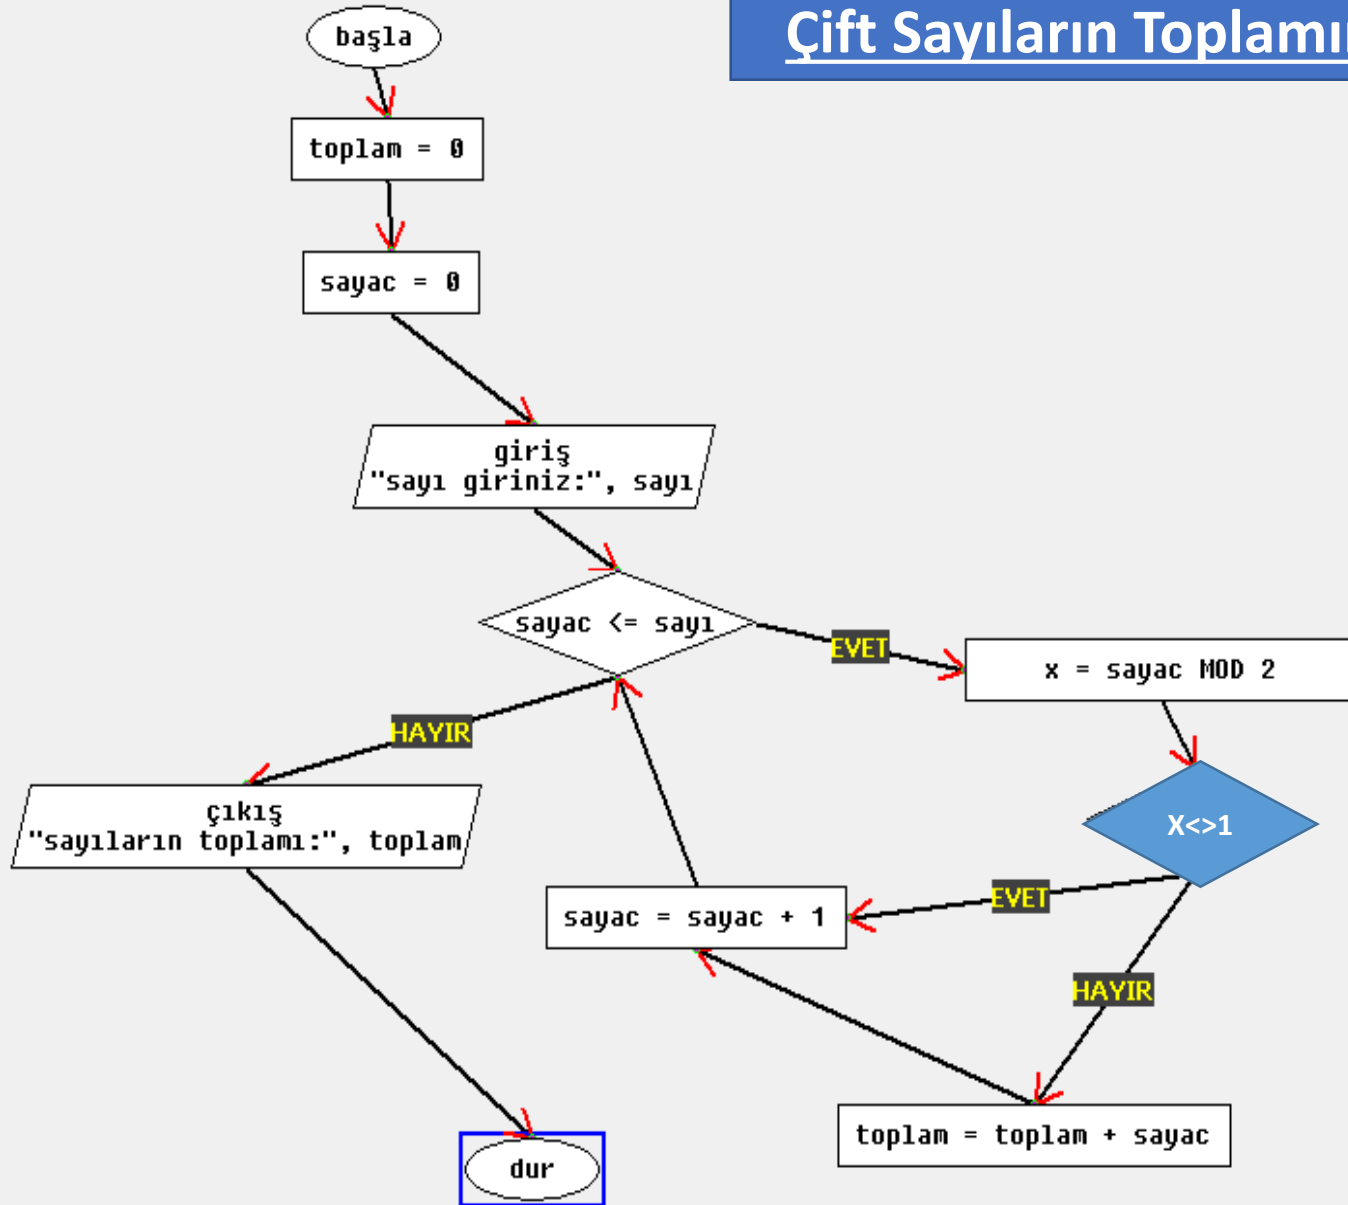 Çift Sayıların
başla
toplam = 0
sayac = 0
giriş
"sayı giriniz:", sayı
sayac <= sayı
EVET
x = sayac MOD 2
HAYIR
çıkış
"sayıların toplamı:", toplam
X<>1
sayac = sayac + 1
EVET
HAYIR
toplam = toplam + sayac
dur